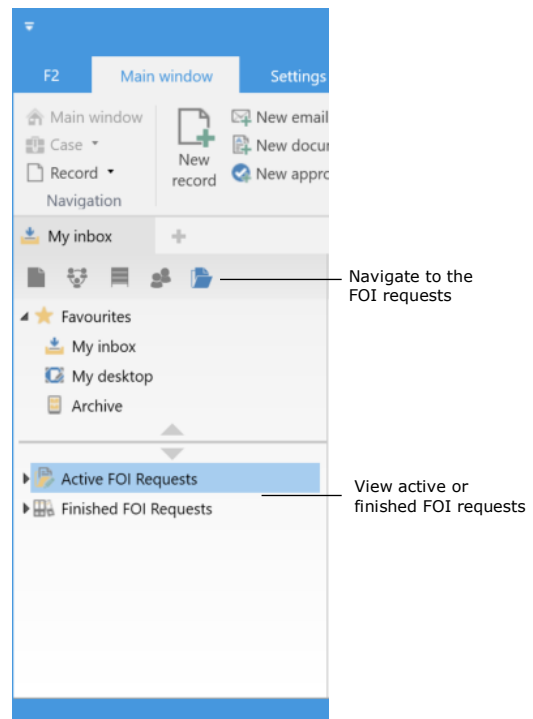 F2 Main window Settings
Main window
Case
Record
Navigation
New
record
New email
New docu
New appro
My inbox
Navigate to the
FOI requests
Favourites
My inbox
My desktop
Archive
Active FOI Requests
Finished FOI Requests
View active or
finished FOI requests